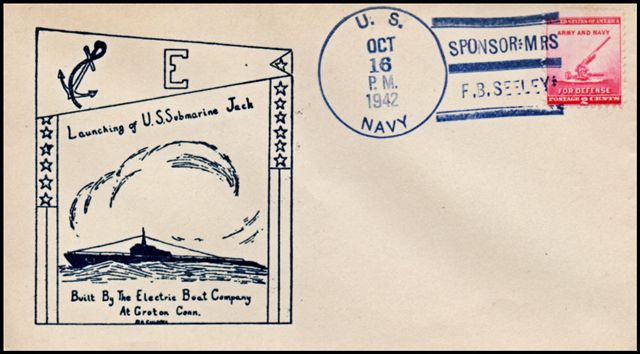 E
Launching of U.S. Submarine Jack
Built By The Electric Boat Company
At Groton Conn.
U. S.
OCT
16
P.M.
1942
NAVY
SPONSOR: MRS
F.B. SEELEY:
UNITED STATES OF AMERICA
ARMY AND NAVY
FOR DEFENSE
POSTAGE 2 CENTS